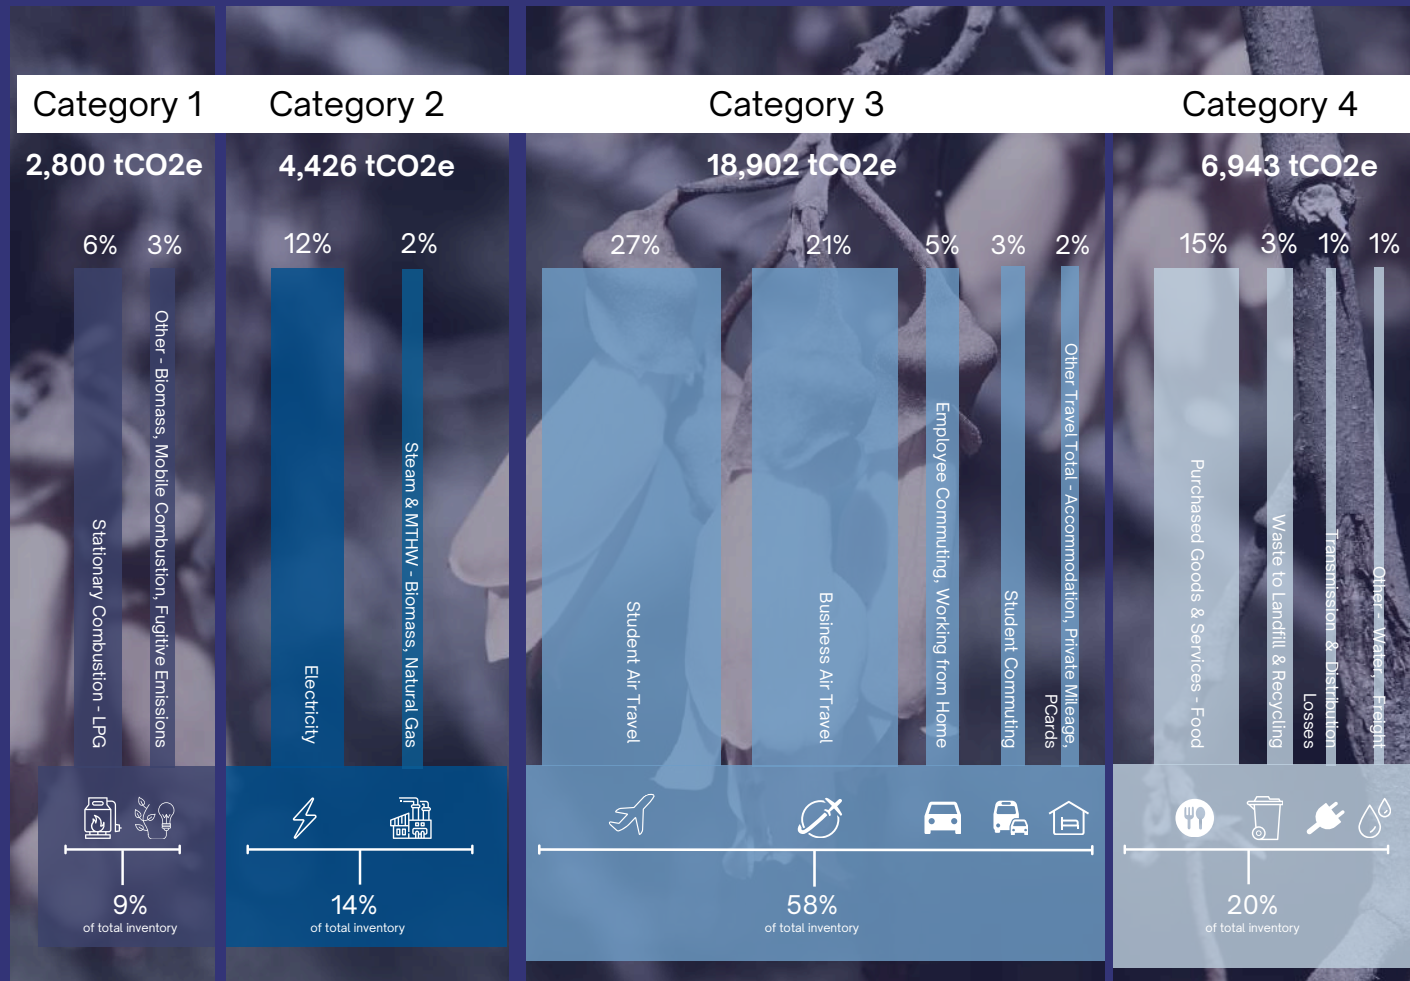 Category 1
2,800 tCO2e
6%
3%
Stationary Combustion - LPG
Other - Biomass, Mobile Combustion, Fugitive Emissions
9%
of total inventory
Category 2
4,426 tCO2e
12%
2%
Electricity
Steam & MTHW - Biomass, Natural Gas
14%
of total inventory
Category 3
18,902 tCO2e
27%
21%
5%
3%
2%
Student Air Travel
Business Air Travel
Employee Commuting, Working from Home
Student Commuting
Other Travel Total - Accommodation, Private Mileage,
PCards
58%
of total inventory
Category 4
6,943 tCO2e
15%
3%
1%
1%
Purchased Goods & Services - Food
Waste to Landfill & Recycling
Transmission & Distribution
Losses
Other - Water, Freight
20%
of total inventory